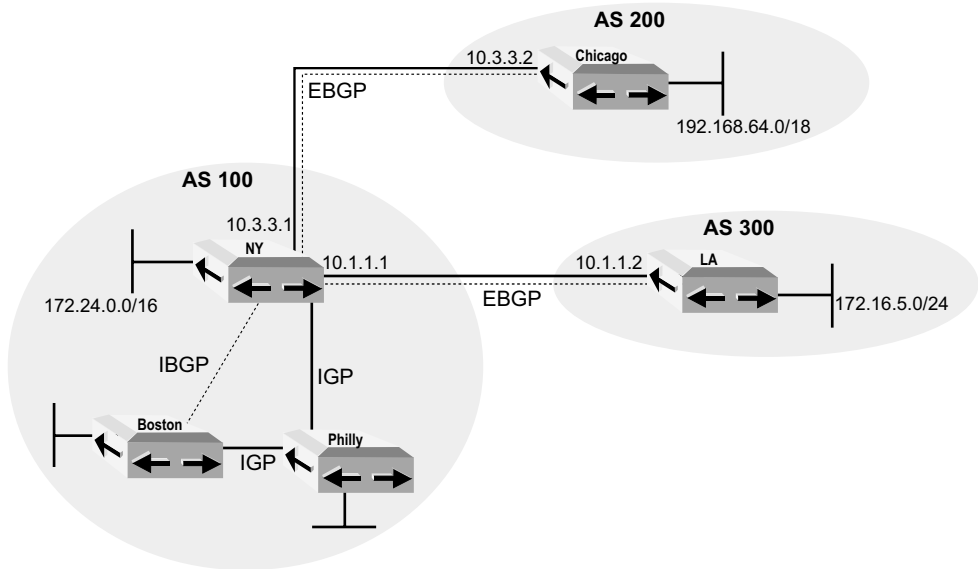 AS 200
10.3.3.2
Chicago
EBGP
192.168.64.0/18
AS 100
10.3.3.1
NY
10.1.1.1
172.24.0.0/16
AS 300
10.1.1.2
LA
EBGP
172.16.5.0/24
IBGP
IGP
Boston
Philly
IGP